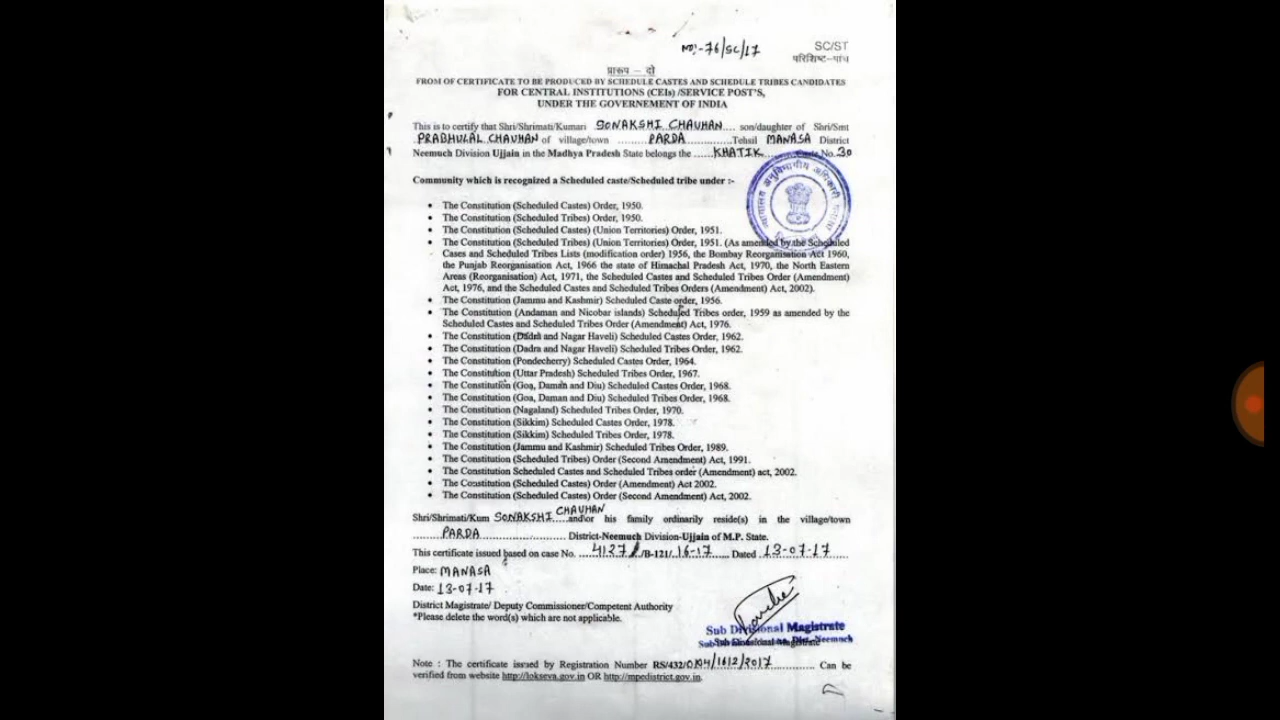 NO:-76/SC/17
SC/ST
परिशिष्ट-पांच
प्रारूप – दो
FROM OF CERTIFICATE TO BE PRODUCED BY SCHEDULE CASTES AND SCHEDULE TRIBES CANDIDATES
FOR CENTRAL INSTITUTIONS (CEIs) /SERVICE POST'S,
UNDER THE GOVERNEMENT OF INDIA
This is to certify that Shri/Shrimati/Kumari SONAKSHI CHAUHAN.... son/daughter of Shri/Smt
PRABHULAL CHAUHAN of village/town ........PARDA........Tehsil MANASA District
Neemuch Division Ujjain in the Madhya Pradesh State belongs the ......KHATIK...... No.30
Community which is recognized a Scheduled caste/Scheduled tribe under :-
कार्यालय अनुविभागीय अधिकारी
• The Constitution (Scheduled Castes) Order, 1950.
• The Constitution (Scheduled Tribes) Order, 1950.
• The Constitution (Scheduled Castes) (Union Territories) Order, 1951.
• The Constitution (Scheduled Tribes) (Union Territories) Order, 1951. (As amended by the Scheduled
Cases and Scheduled Tribes Lists (modification order) 1956, the Bombay Reorganisation Act 1960,
the Punjab Reorganisation Act, 1966 the state of Himachal Pradesh Act, 1970, the North Eastern
Areas (Reorganisation) Act, 1971, the Scheduled Castes and Scheduled Tribes Order (Amendment)
Act, 1976, and the Scheduled Castes and Scheduled Tribes Orders (Amendment) Act, 2002).
• The Constitution (Jammu and Kashmir) Scheduled Caste order, 1956.
• The Constitution (Andaman and Nicobar islands) Scheduled Tribes order, 1959 as amended by the
Scheduled Castes and Scheduled Tribes Order (Amendment) Act, 1976.
• The Constitution (Dadra and Nagar Haveli) Scheduled Castes Order, 1962.
• The Constitution (Dadra and Nagar Haveli) Scheduled Tribes Order, 1962.
• The Constitution (Pondecherry) Scheduled Castes Order, 1964.
• The Constitution (Uttar Pradesh) Scheduled Tribes Order, 1967.
• The Constitution (Goa, Daman and Diu) Scheduled Castes Order, 1968.
• The Constitution (Goa, Daman and Diu) Scheduled Tribes Order, 1968.
• The Constitution (Nagaland) Scheduled Tribes Order, 1970.
• The Constitution (Sikkim) Scheduled Castes Order, 1978.
• The Constitution (Sikkim) Scheduled Tribes Order, 1978.
• The Constitution (Jammu and Kashmir) Scheduled Tribes Order, 1989.
• The Constitution (Scheduled Tribes) Order (Second Amendment) Act, 1991.
• The Constitution Scheduled Castes and Scheduled Tribes order (Amendment) act, 2002.
• The Constitution (Scheduled Castes) Order (Amendment) Act 2002.
• The Constitution (Scheduled Castes) Order (Second Amendment) Act, 2002.
Shri/Shrimati/Kum SONAKSHI CHAUHAN and/or his family ordinarily reside(s) in the village/town
........PARDA........ District-Neemuch Division-Ujjain of M.P. State.
This certificate issued based on case No. ...4127/B-121/.16-17..... Dated .13-07-17....
Place: MANASA
Date: 13-07-17
District Magistrate/ Deputy Commissioner/Competent Authority
*Please delete the word(s) which are not applicable.
Sub Divisional Magistrate
Dist. Neemuch
Note : The certificate issued by Registration Number RS/432/0104/1612/2017............ Can be
verified from website http://lokseva.gov.in OR http://mpedistrict.gov.in.